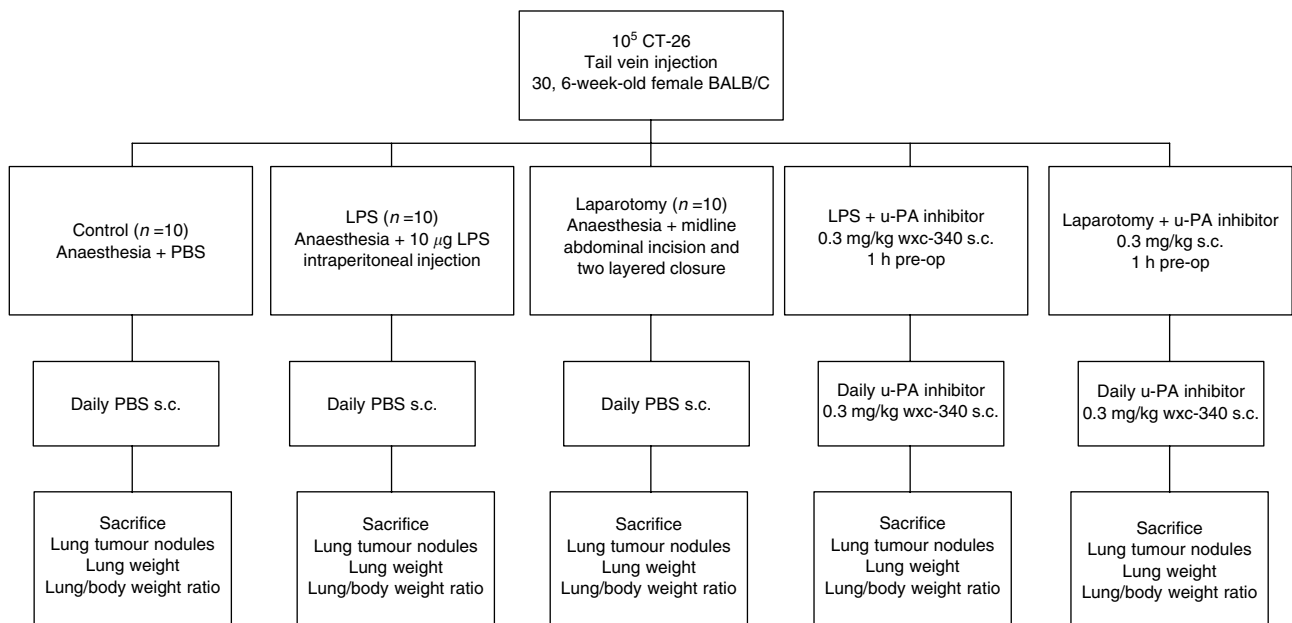 10⁵ CT-26
Tail vein injection
30, 6-week-old female BALB/C
Control (n =10)
Anaesthesia + PBS
LPS (n =10)
Anaesthesia + 10 μg LPS
intraperitoneal injection
Laparotomy (n =10)
Anaesthesia + midline
abdominal incision and
two layered closure
LPS + u-PA inhibitor
0.3 mg/kg wxc-340 s.c.
1 h pre-op
Laparotomy + u-PA inhibitor
0.3 mg/kg s.c.
1 h pre-op
Daily PBS s.c.
Daily PBS s.c.
Daily PBS s.c.
Daily u-PA inhibitor
0.3 mg/kg wxc-340 s.c.
Daily u-PA inhibitor
0.3 mg/kg wxc-340 s.c.
Sacrifice
Lung tumour nodules
Lung weight
Lung/body weight ratio
Sacrifice
Lung tumour nodules
Lung weight
Lung/body weight ratio
Sacrifice
Lung tumour nodules
Lung weight
Lung/body weight ratio
Sacrifice
Lung tumour nodules
Lung weight
Lung/body weight ratio
Sacrifice
Lung tumour nodules
Lung weight
Lung/body weight ratio